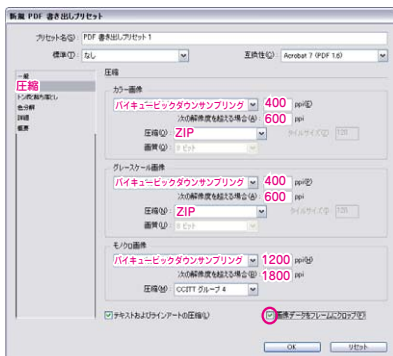 新規 PDF 書き出しプリセット
プリセット名(S): PDF 書き出しプリセット 1
標準(T): なし 互換性(C): Acrobat 7 (PDF 1.6)
一般
圧縮
トンボと裁ち落とし
色分解
詳細
概要
圧縮
カラー画像
バイキュービックダウンサンプリング 400 ppi
次の解像度を超える場合(A): 600 ppi
圧縮(O): ZIP タイルサイズ(Z): 128
画質(Q): 8 ビット
グレースケール画像
バイキュービックダウンサンプリング 400 ppi
次の解像度を超える場合 600 ppi
圧縮 ZIP タイルサイズ 128
画質 8 ビット
モノクロ画像
バイキュービックダウンサンプリング 1200 ppi
次の解像度を超える場合 1800 ppi
圧縮(M): CCITT グループ 4
テキストおよびラインアートの圧縮(L) 画像データをフレームにクロップ(P)
OK リセット